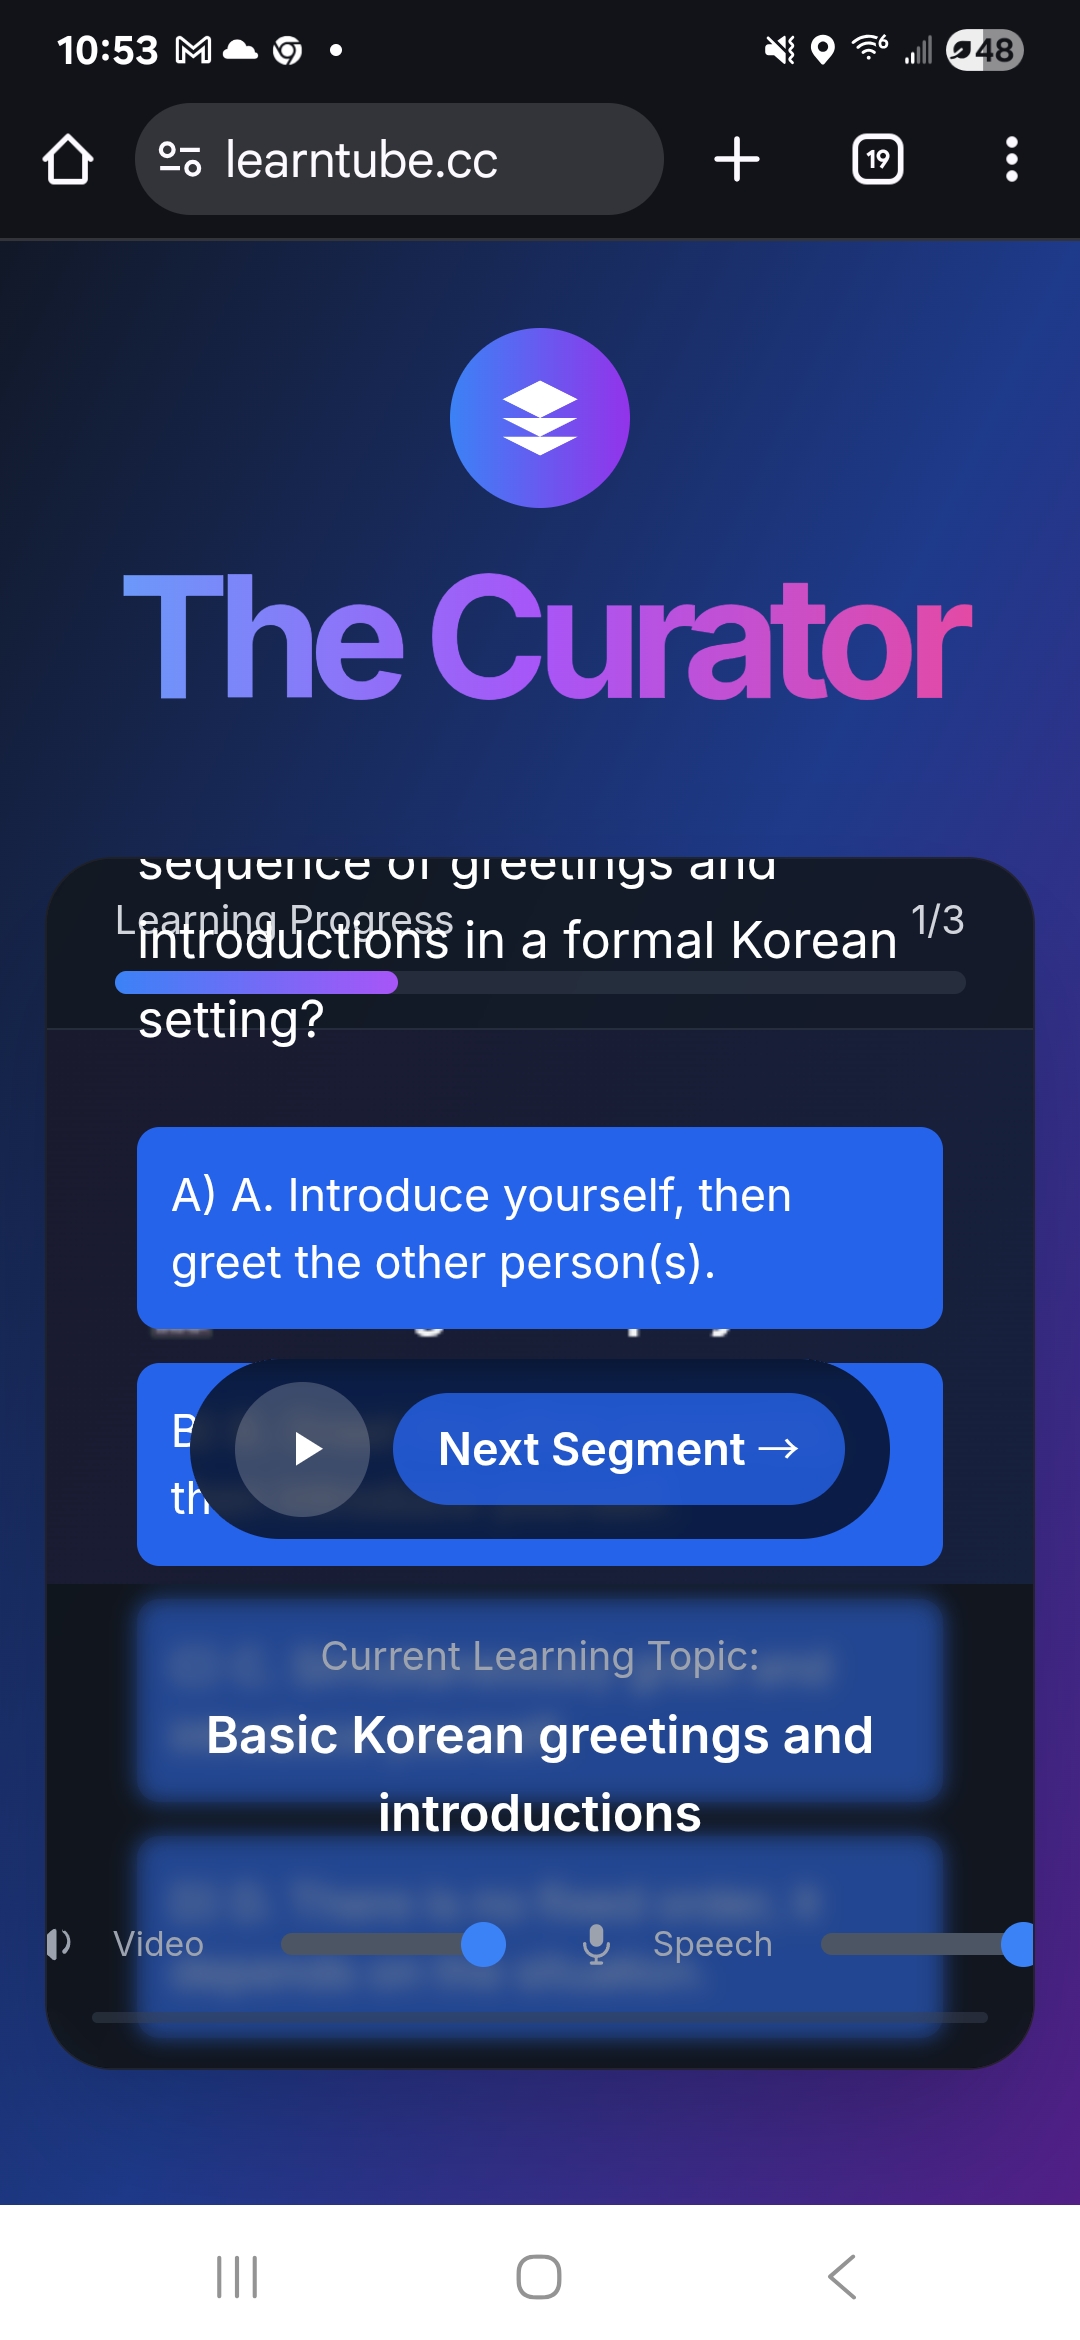 10:53
6
48
learntube.cc
19
The Curator
sequence of greetings and
Learning Progress
1/3
introductions in a formal Korean
setting?
A) A. Introduce yourself, then
greet the other person(s).
B
Next Segment →
th
Current Learning Topic:
Basic Korean greetings and
introductions
Video
Speech